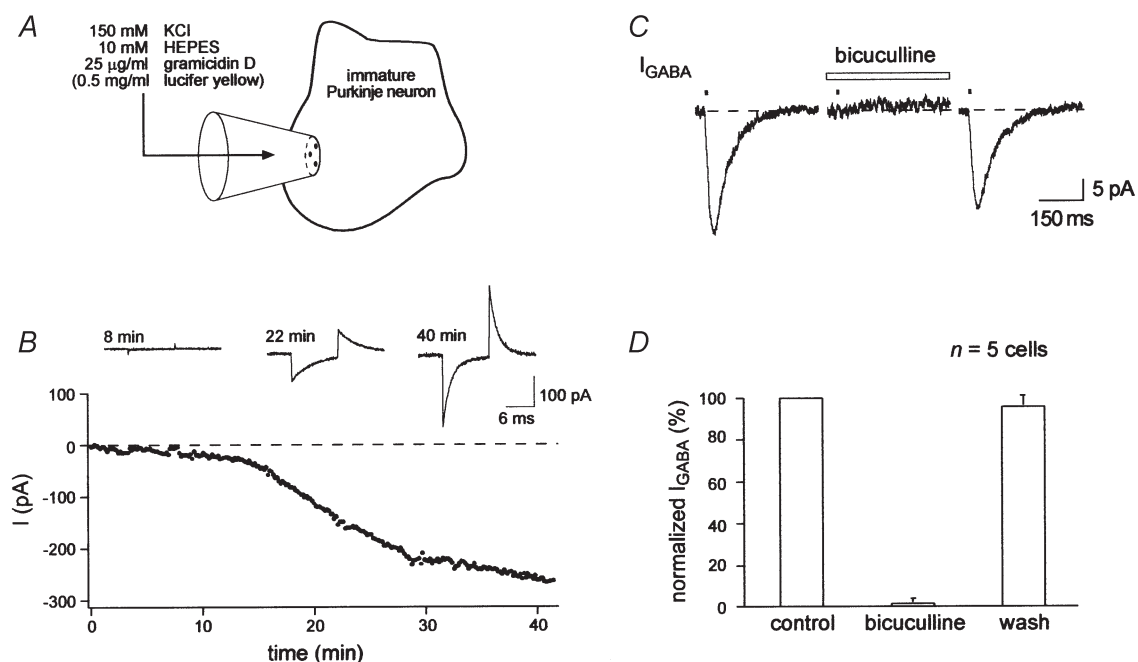 A
150 mM KCl
10 mM HEPES
25 µg/ml gramicidin D
(0.5 mg/ml lucifer yellow)
immature
Purkinje neuron
B
8 min
22 min
40 min
100 pA
6 ms
100
0
-100
-200
-300
I (pA)
0 10 20 30 40
time (min)
C
IGABA
bicuculline
5 pA
150 ms
D
n = 5 cells
100
80
60
40
20
0
normalized IGABA (%)
control bicuculline wash